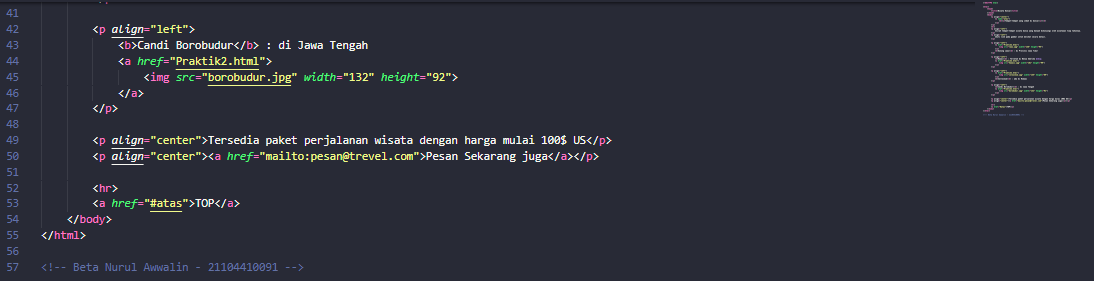 41
42 <p align="left">
43 <b>Candi Borobudur</b> : di Jawa Tengah
44 <a href="Praktik2.html">
45 <img src="borobudur.jpg" width="132" height="92">
46 </a>
47 </p>
48
49 <p align="center">Tersedia paket perjalanan wisata dengan harga mulai 100$ US</p>
50 <p align="center"><a href="mailto:pesan@trevel.com">Pesan Sekarang juga</a></p>
51
52 <hr>
53 <a href="#atas">TOP</a>
54 </body>
55 </html>
56
57 <!-- Beta Nurul Awwalin - 21104410091 -->